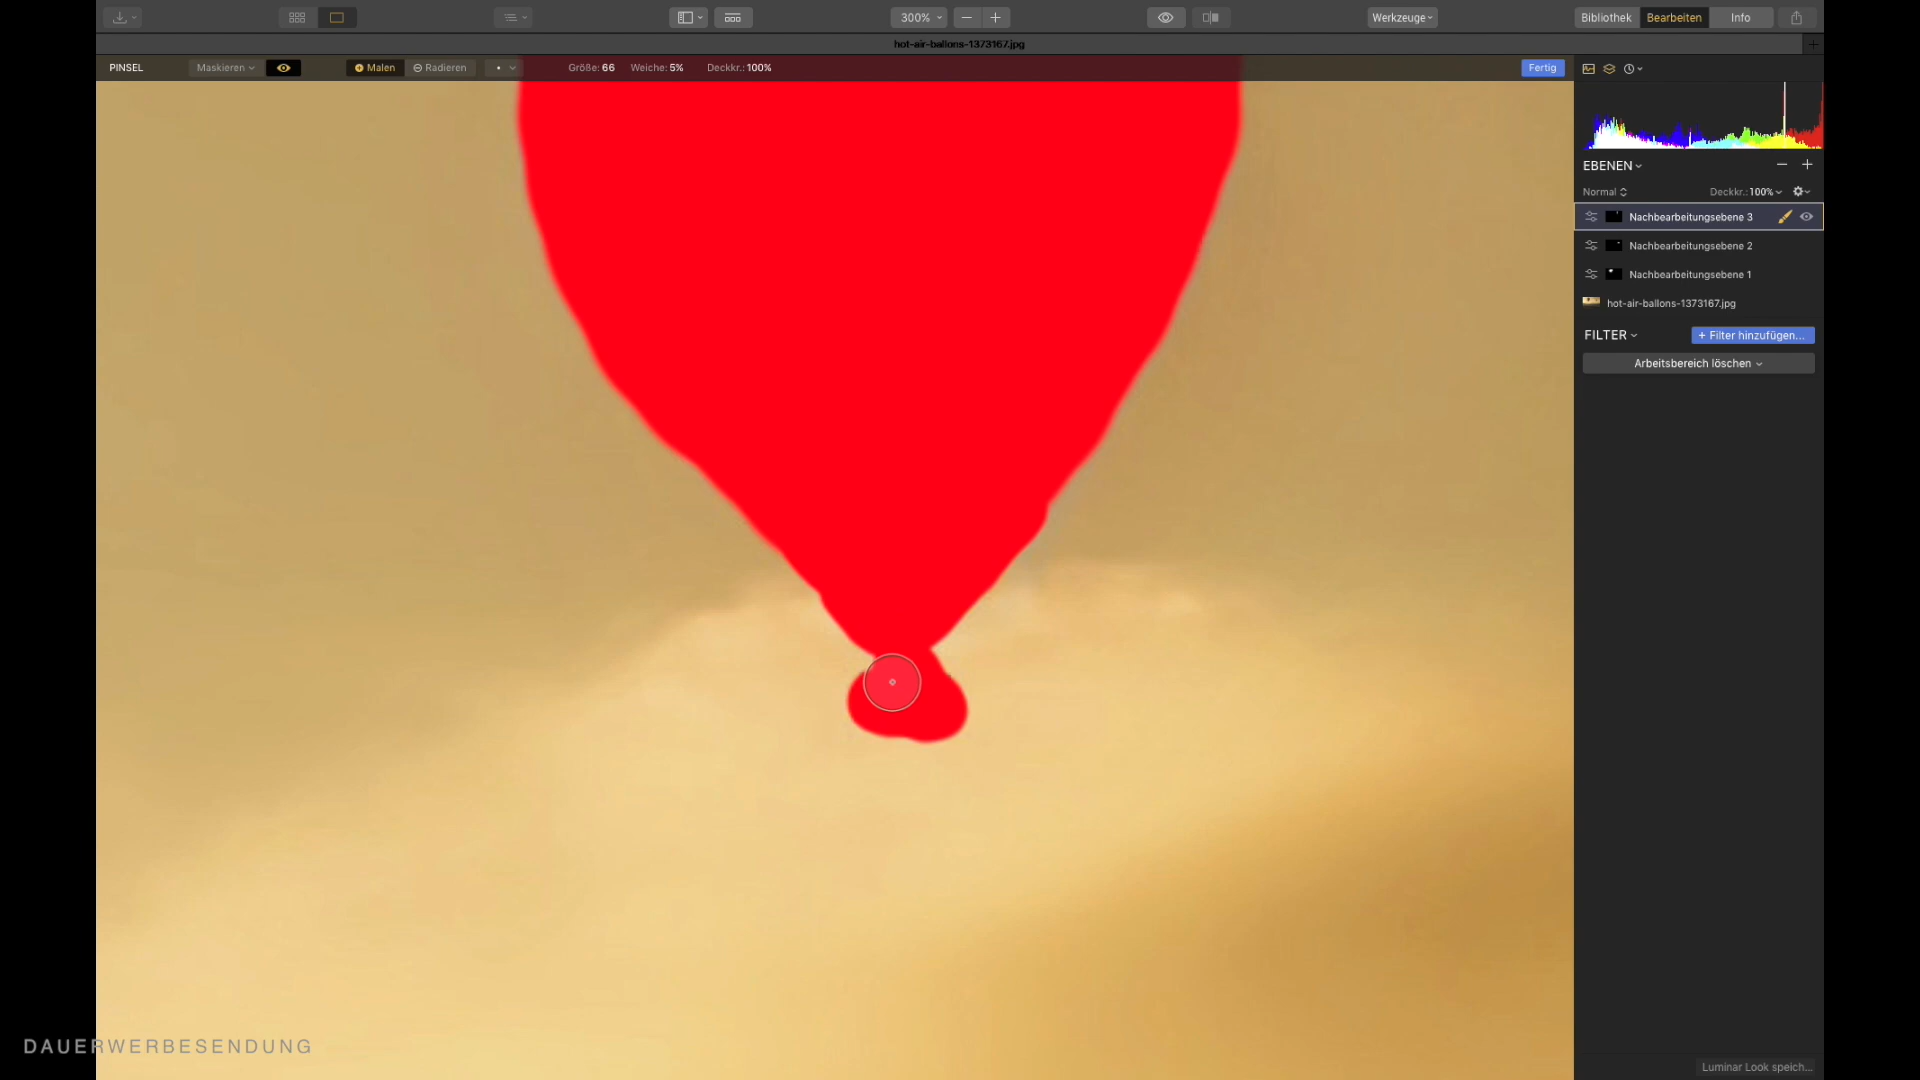 300%
Werkzeuge
Bibliothek
Bearbeiten
Info
hot-air-ballons-1373167.jpg
PINSEL
Maskieren
Malen
Radieren
Größe: 66
Weiche: 5%
Deckkr.: 100%
Fertig
EBENEN
Normal
Deckkr.: 100%
Nachbearbeitungsebene 3
Nachbearbeitungsebene 2
Nachbearbeitungsebene 1
hot-air-ballons-1373167.jpg
FILTER
+ Filter hinzufügen...
Arbeitsbereich löschen
DAUERWERBESENDUNG
Luminar Look speich...